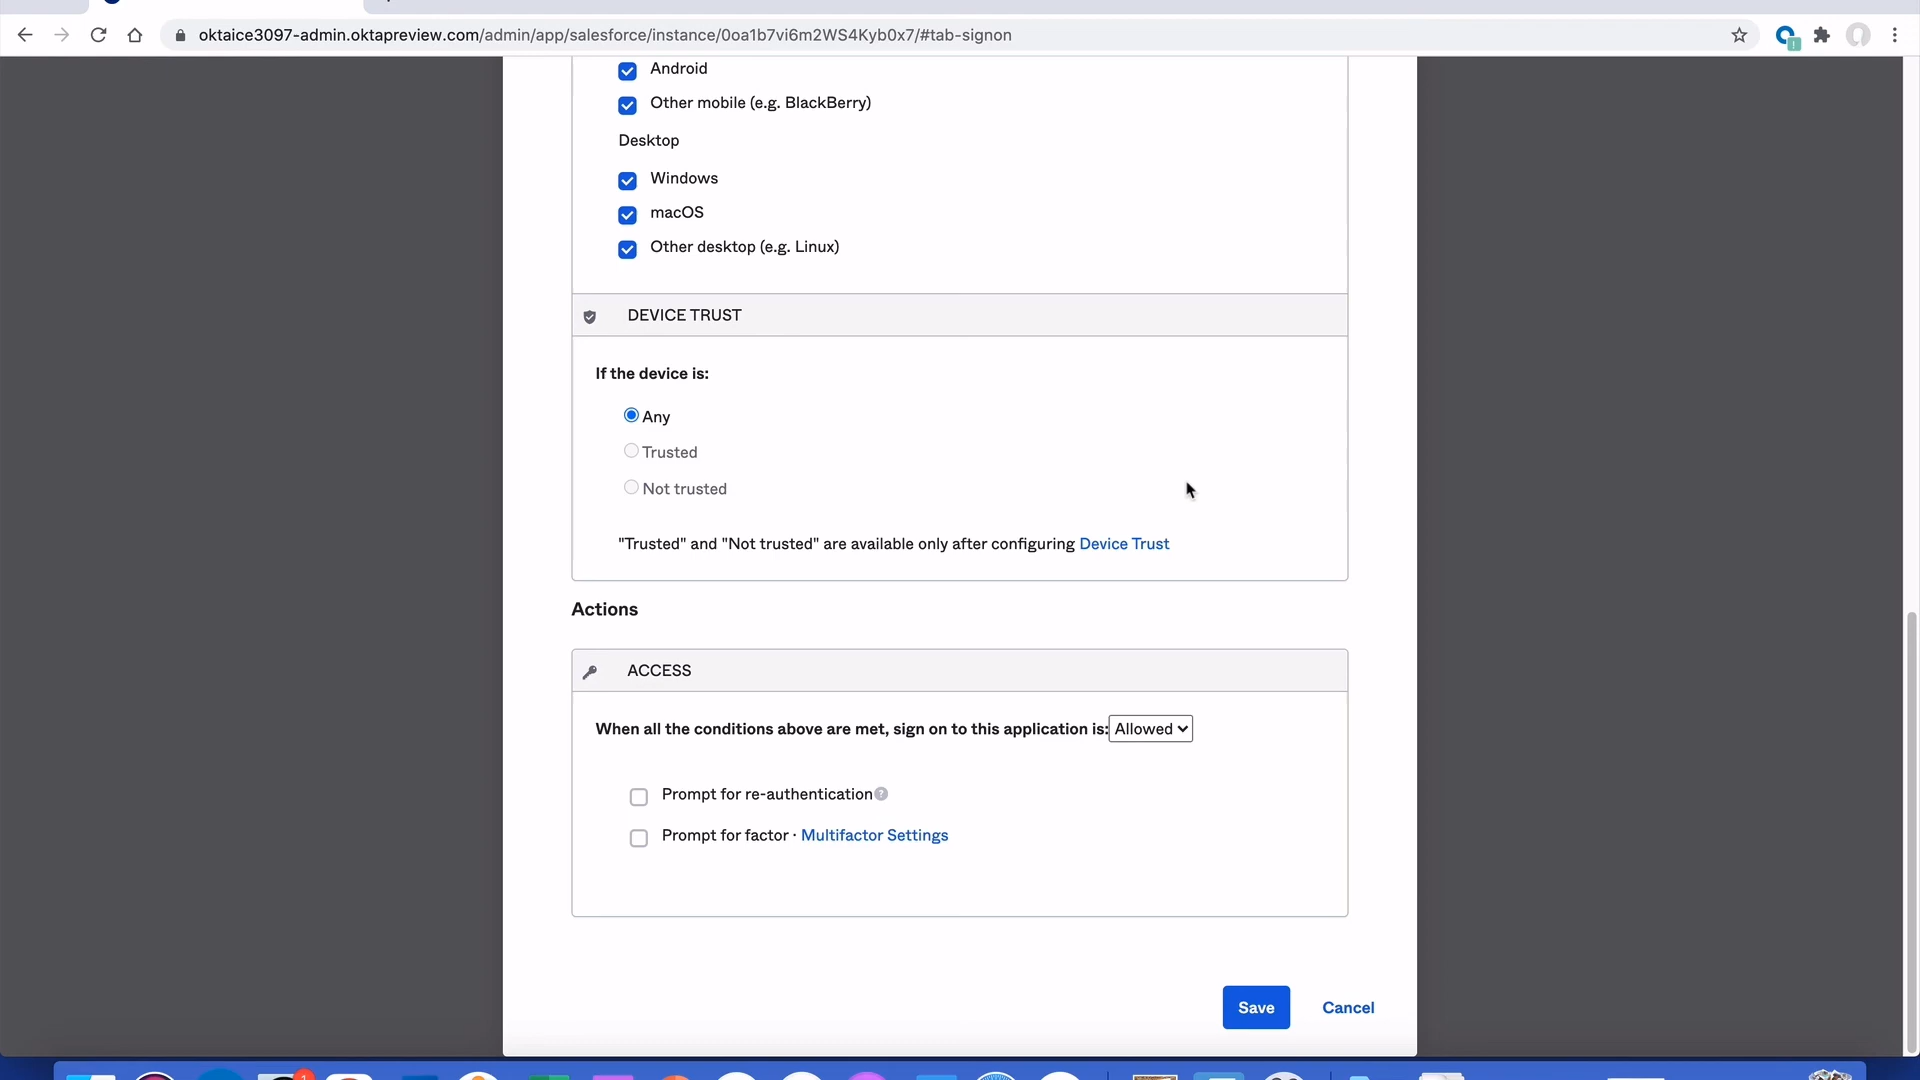 oktaice3097-admin.oktapreview.com/admin/app/salesforce/instance/0oa1b7vi6m2WS4Kyb0x7/#tab-signon
Android
Other mobile (e.g. BlackBerry)
Desktop
Windows
macOS
Other desktop (e.g. Linux)
DEVICE TRUST
If the device is:
Any
Trusted
Not trusted
"Trusted" and "Not trusted" are available only after configuring Device Trust
Actions
ACCESS
When all the conditions above are met, sign on to this application is: Allowed
Prompt for re-authentication ?
Prompt for factor · Multifactor Settings
Save Cancel
1